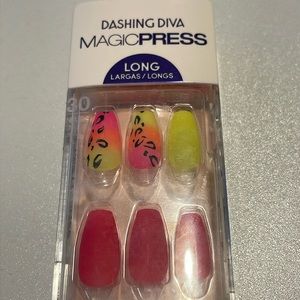 DASHING DIVA
MAGICPRESS
LONG
LARGAS/LONGS
30